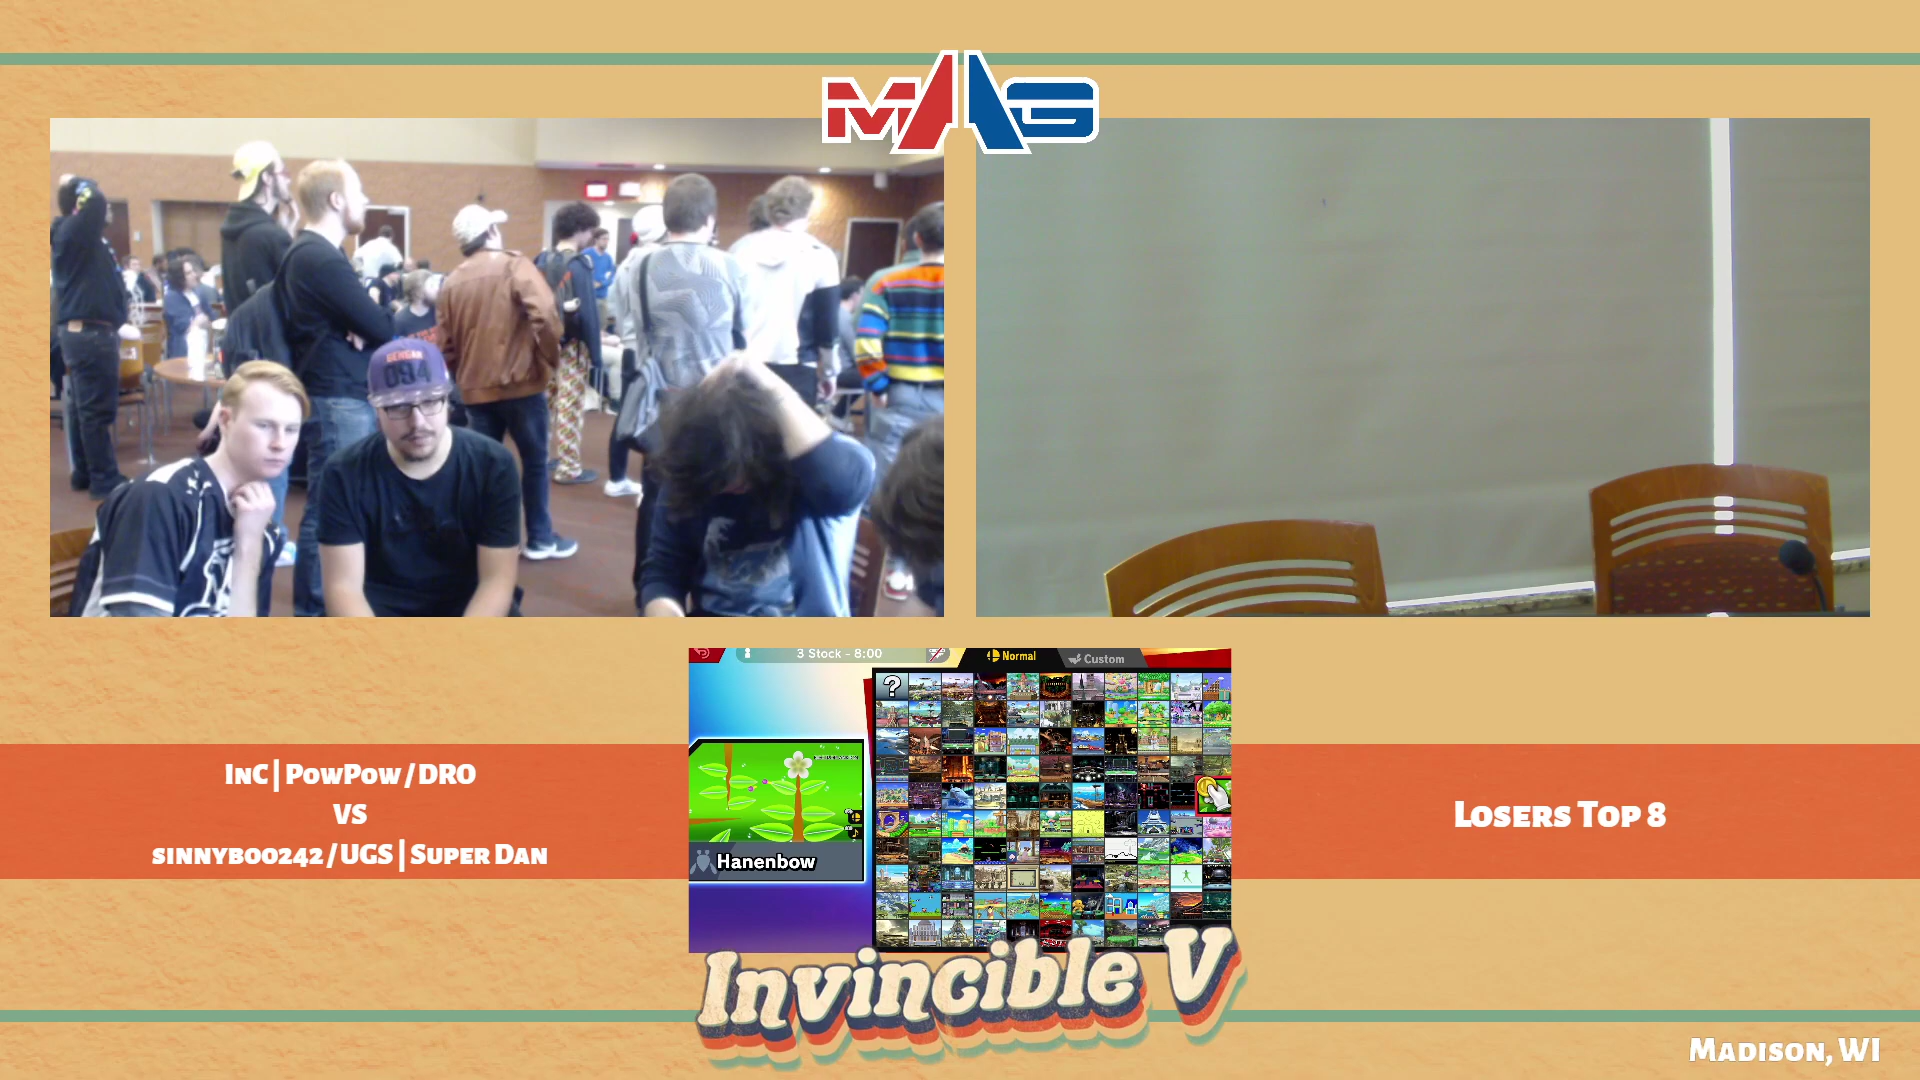 MAG
GENGAR
094
3 Stock - 8:00
Normal
Custom
?
Hanenbow
InC | PowPow / DRO
vs
sinnyboo242 / UGS | Super Dan
Losers Top 8
Invincible V
Madison, WI